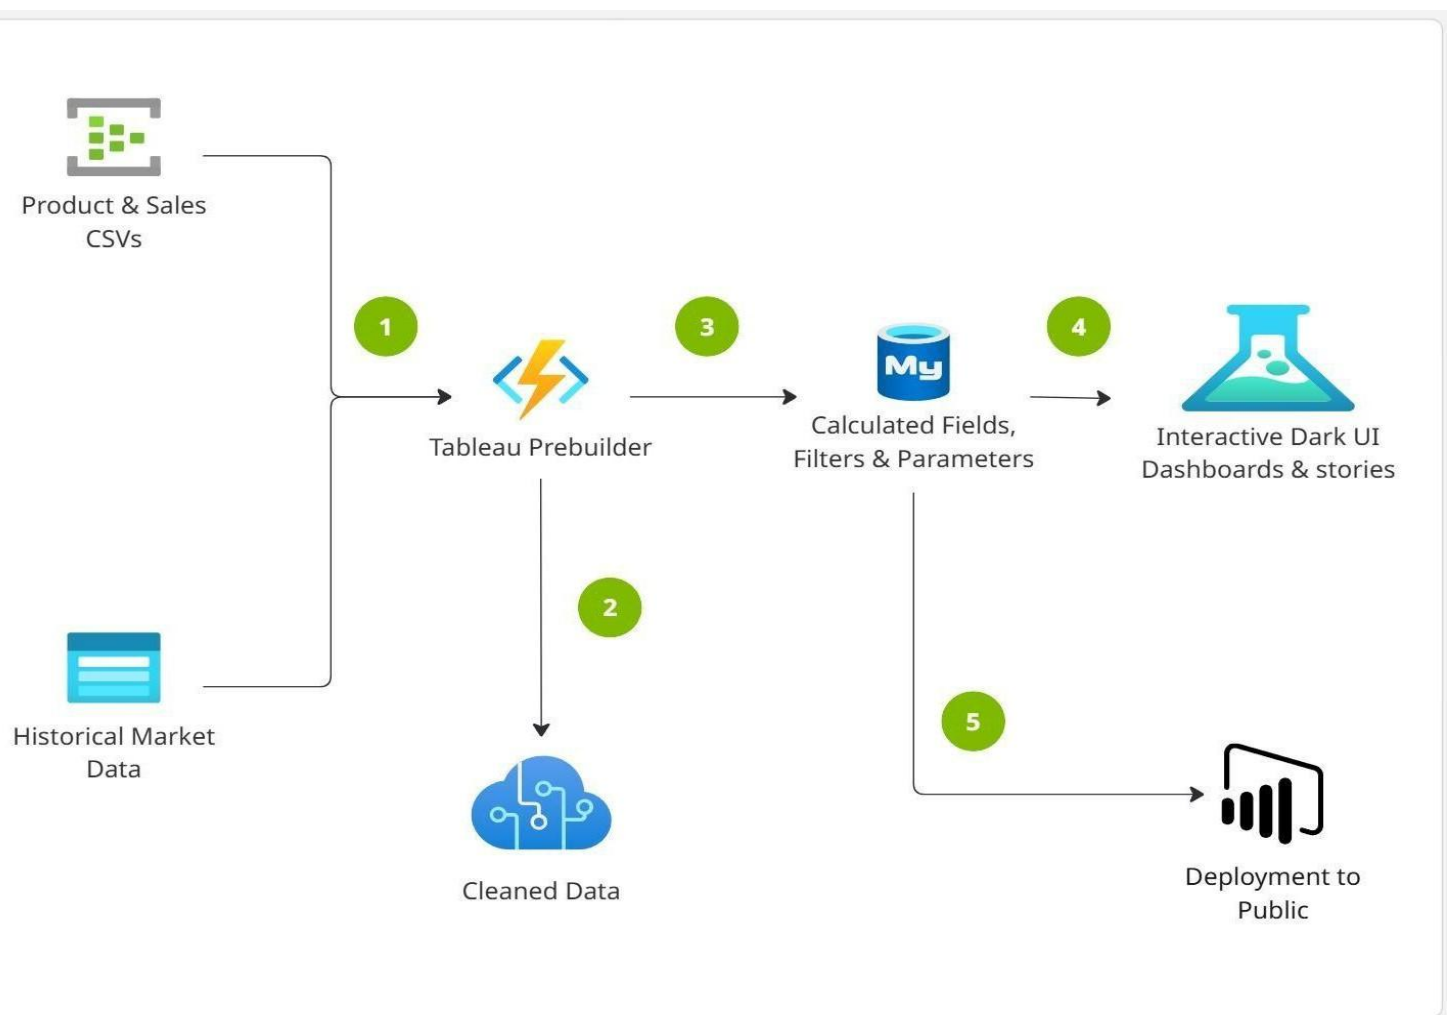 Product & Sales
CSVs
1
3
4
My
Tableau Prebuilder
Calculated Fields,
Filters & Parameters
Interactive Dark UI
Dashboards & stories
2
Historical Market
Data
5
Cleaned Data
Deployment to
Public